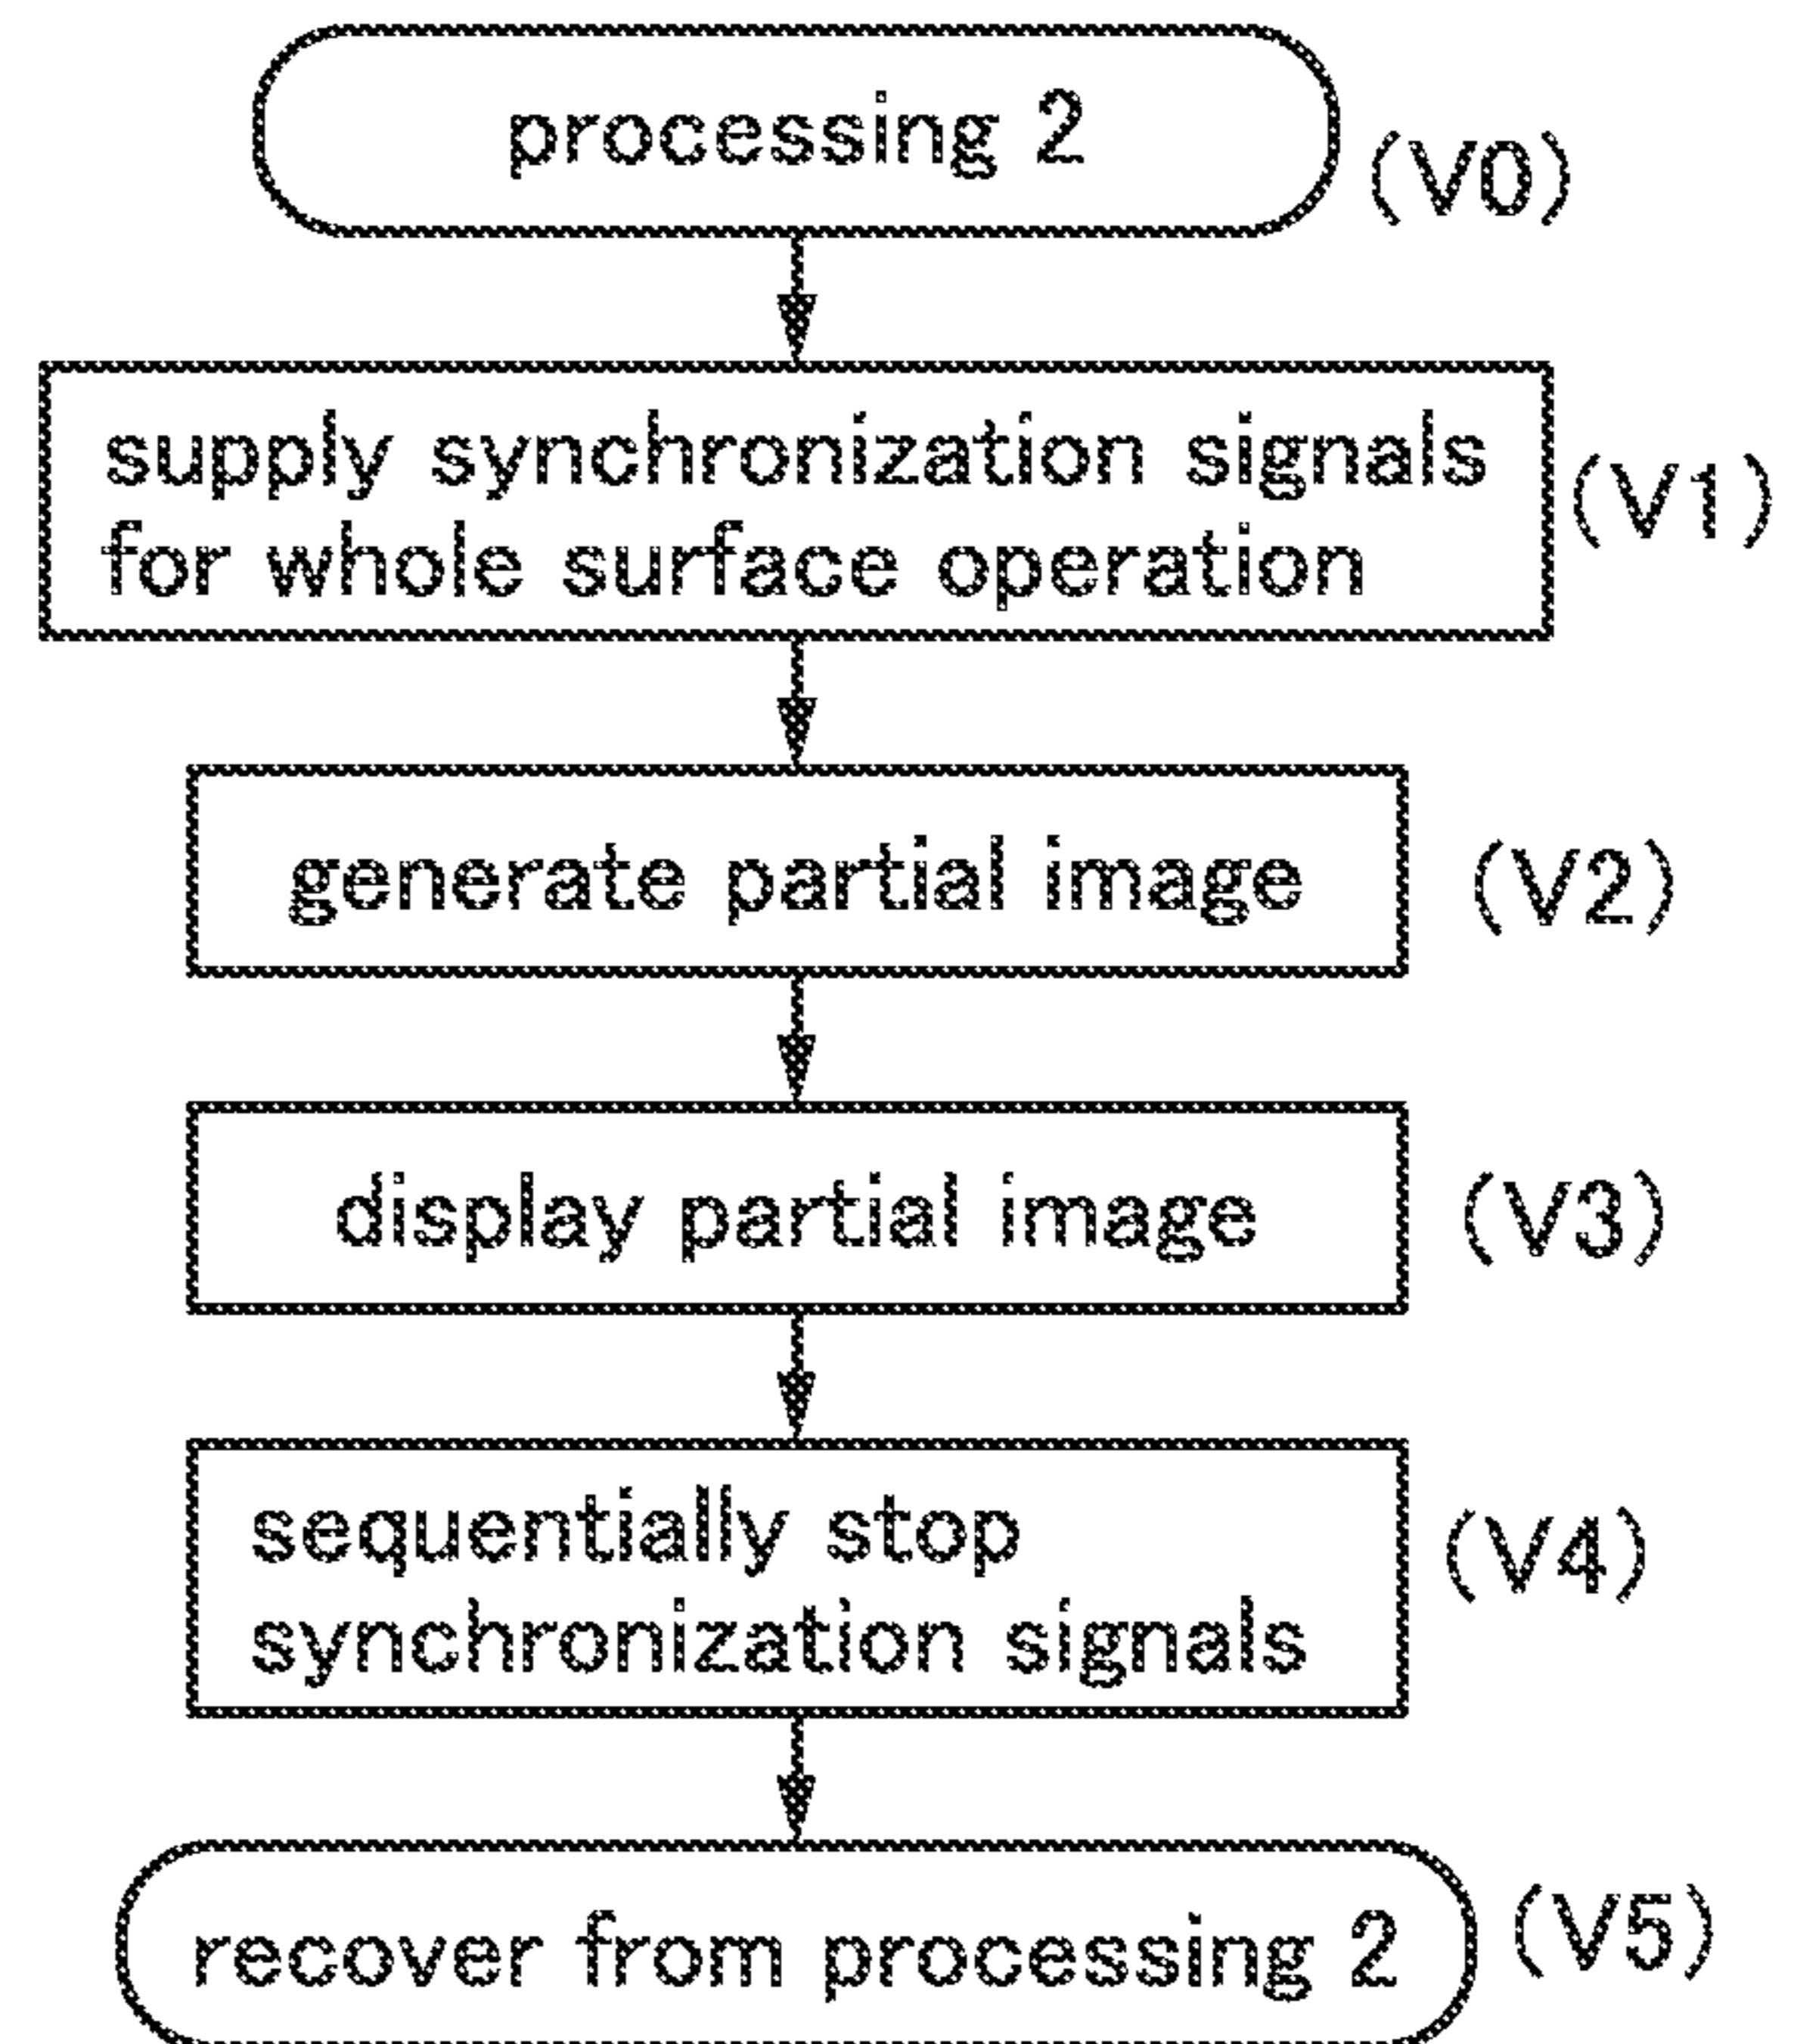 processing 2
(V0)
supply synchronization signals
for whole surface operation
(V1)
generate partial image
(V2)
display partial image
(V3)
sequentially stop
synchronization signals
(V4)
recover from processing 2
(V5)